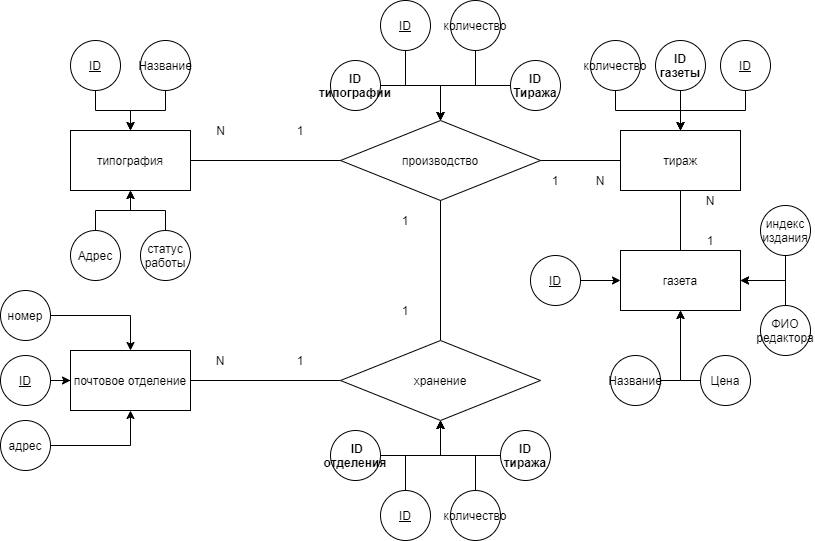 ID
количество
ID
Название
ID
типографии
ID
Тиража
количество
ID
газеты
ID
N
1
типография
производство
тираж
1
N
N
Адрес
статус
работы
1
индекс
издания
1
ID
газета
номер
1
ФИО
редактора
N
1
ID
почтовое отделение
хранение
Название
Цена
адрес
ID
отделения
ID
тиража
ID
количество